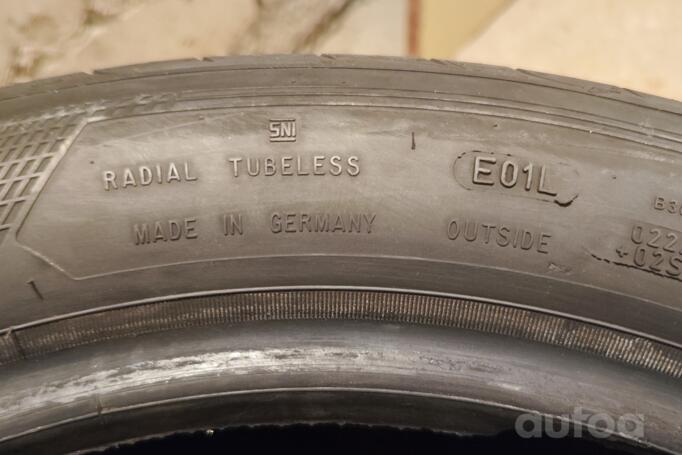 SNI
RADIAL TUBELESS
E01L
MADE IN GERMANY
OUTSIDE
autoa